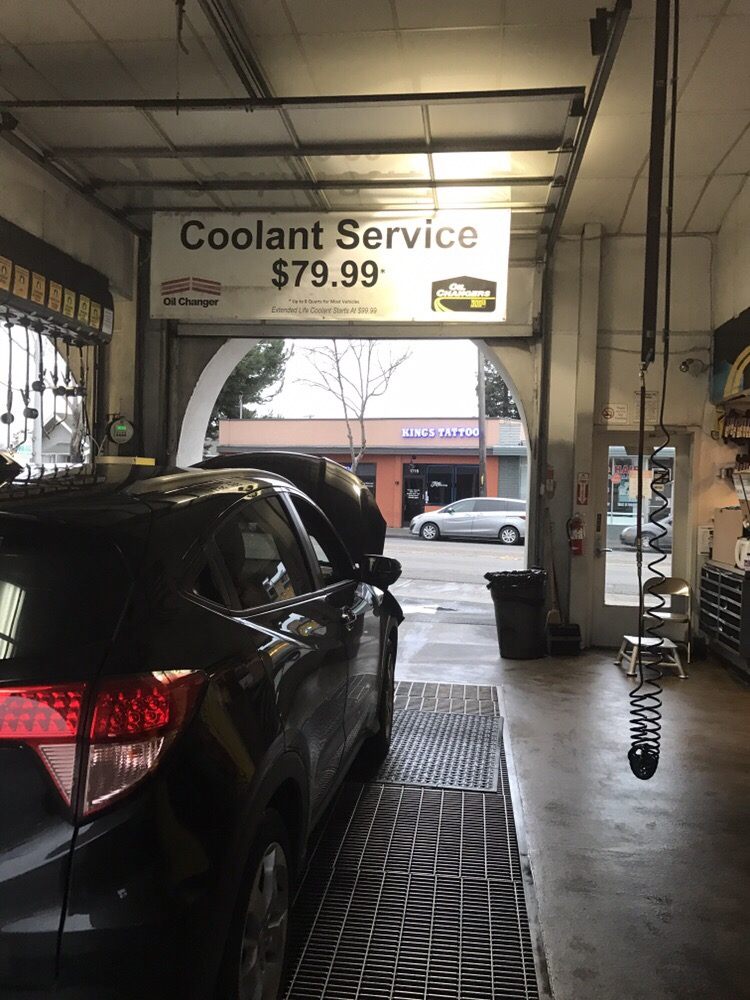 Coolant Service
$79.99*
Oil Changer
* Up to 8 Quarts for Most Vehicles
Extended Life Coolant Starts At $99.99
OIL
CHANGERS
KINGS TATTOO